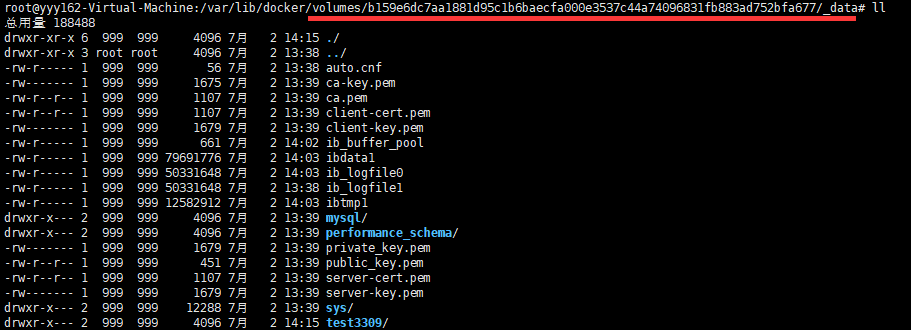 root@yyy162-Virtual-Machine:/var/lib/docker/volumes/b159e6dc7aa1881d95c1b6baecfa000e3537c44a74096831fb883ad752bfa677/_data# ll
总用量 188488
drwxr-xr-x 6  999  999     4096 7月   2 14:15 ./
drwx-----x 3 root root     4096 7月   2 13:38 ../
-rw-r----- 1  999  999       56 7月   2 13:38 auto.cnf
-rw------- 1  999  999     1675 7月   2 13:39 ca-key.pem
-rw-r--r-- 1  999  999     1107 7月   2 13:39 ca.pem
-rw-r--r-- 1  999  999     1107 7月   2 13:39 client-cert.pem
-rw------- 1  999  999     1679 7月   2 13:39 client-key.pem
-rw-r----- 1  999  999      661 7月   2 14:02 ib_buffer_pool
-rw-r----- 1  999  999 79691776 7月   2 14:03 ibdata1
-rw-r----- 1  999  999 50331648 7月   2 14:03 ib_logfile0
-rw-r----- 1  999  999 50331648 7月   2 13:38 ib_logfile1
-rw-r----- 1  999  999 12582912 7月   2 14:03 ibtmp1
drwxr-x--- 2  999  999     4096 7月   2 13:39 mysql/
drwxr-x--- 2  999  999     4096 7月   2 13:39 performance_schema/
-rw------- 1  999  999     1679 7月   2 13:39 private_key.pem
-rw-r--r-- 1  999  999      451 7月   2 13:39 public_key.pem
-rw-r--r-- 1  999  999     1107 7月   2 13:39 server-cert.pem
-rw------- 1  999  999     1679 7月   2 13:39 server-key.pem
drwxr-x--- 2  999  999    12288 7月   2 13:39 sys/
drwxr-x--- 2  999  999     4096 7月   2 14:15 test3309/